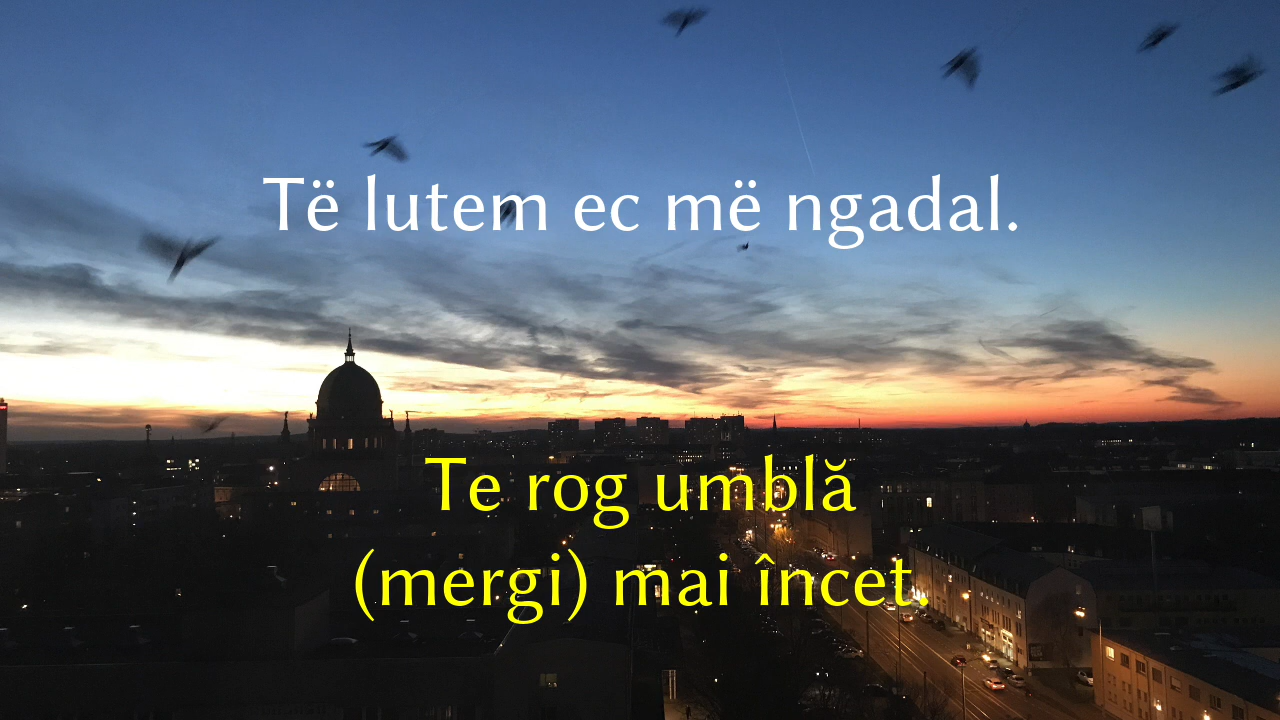 Të lutem ec më ngadal.
Te rog umblă
(mergi) mai încet.